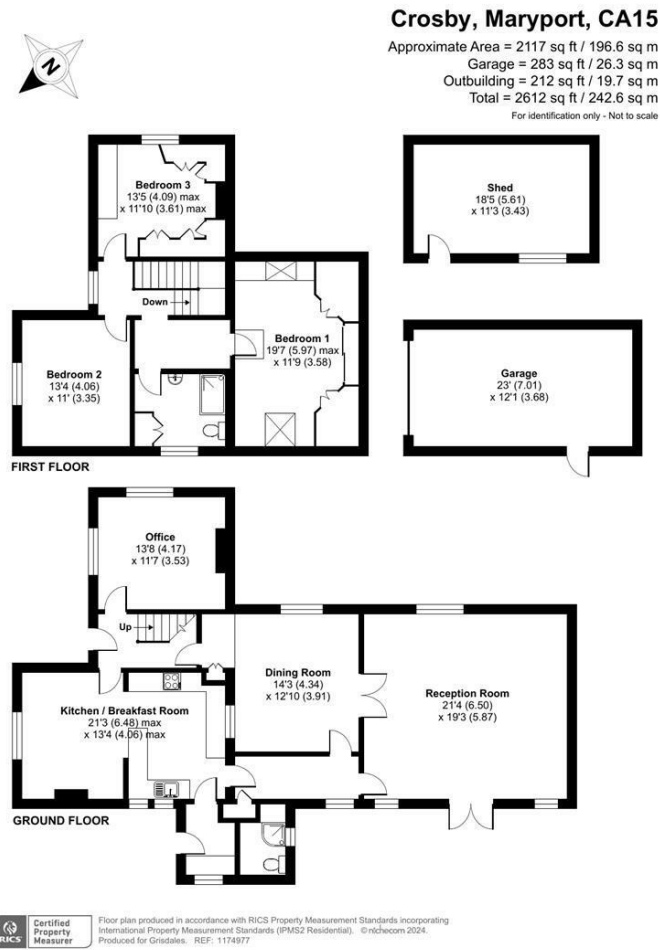 Crosby, Maryport, CA15
Approximate Area = 2117 sq ft / 196.6 sq m
Garage = 283 sq ft / 26.3 sq m
Outbuilding = 212 sq ft / 19.7 sq m
Total = 2612 sq ft / 242.6 sq m
For identification only - Not to scale
N
Bedroom 3
13'5 (4.09) max
x 11'10 (3.61) max
Shed
18'5 (5.61)
x 11'3 (3.43)
Down
Bedroom 1
19'7 (5.97) max
x 11'9 (3.58)
Bedroom 2
13'4 (4.06)
x 11' (3.35)
Garage
23' (7.01)
x 12'1 (3.68)
FIRST FLOOR
Office
13'8 (4.17)
x 11'7 (3.53)
Up
Dining Room
14'3 (4.34)
x 12'10 (3.91)
Reception Room
21'4 (6.50)
x 19'3 (5.87)
Kitchen / Breakfast Room
21'3 (6.48) max
x 13'4 (4.06) max
GROUND FLOOR
RICS
Certified
Property
Measurer
Floor plan produced in accordance with RICS Property Measurement Standards incorporating
International Property Measurement Standards (IPMS2 Residential). © nichecom 2024.
Produced for Grisdales. REF: 1174977